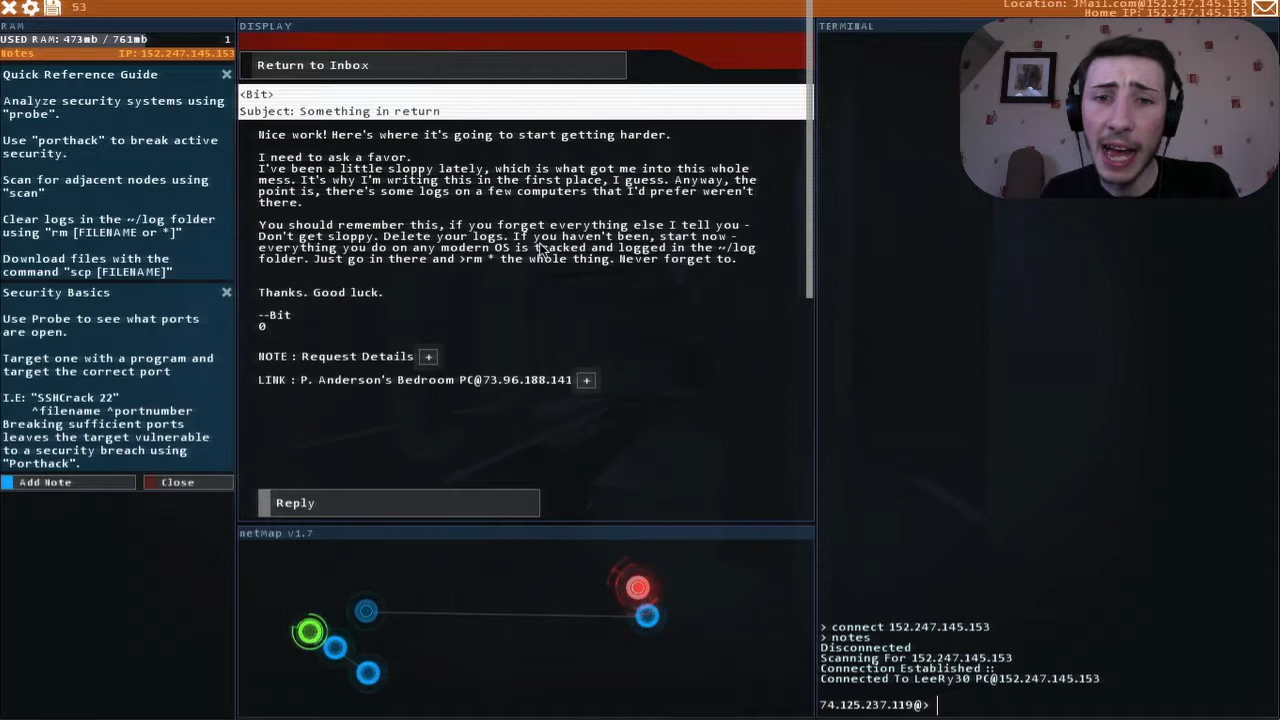 53
Location: JMail.com@152.247.145.153
Home IP: 152.247.145.153
RAM
USED RAM: 473mb / 761mb 1
Notes IP: 152.247.145.153
Quick Reference Guide
Analyze security systems using
"probe".
Use "porthack" to break active
security.
Scan for adjacent nodes using
"scan"
Clear logs in the ~/log folder
using "rm [FILENAME or *]"
Download files with the
command "scp [FILENAME]"
Security Basics
Use Probe to see what ports
are open.
Target one with a program and
target the correct port
I.E: "SSHCrack 22"
^filename ^portnumber
Breaking sufficient ports
leaves the target vulnerable
to a security breach using
"Porthack".
Add Note
Close
DISPLAY
Return to Inbox
<Bit>
Subject: Something in return
Nice work! Here's where it's going to start getting harder.
I need to ask a favor.
I've been a little sloppy lately, which is what got me into this whole
mess. It's why I'm writing this in the first place, I guess. Anyway, the
point is, there's some logs on a few computers that I'd prefer weren't
there.
You should remember this, if you forget everything else I tell you -
Don't get sloppy. Delete your logs. If you haven't been, start now -
everything you do on any modern OS is tracked and logged in the ~/log
folder. Just go in there and >rm * the whole thing. Never forget to.
Thanks. Good luck.
--Bit
0
NOTE : Request Details +
LINK : P. Anderson's Bedroom PC@73.96.188.141 +
Reply
netMap v1.7
TERMINAL
> connect 152.247.145.153
> notes
Disconnected
Scanning For 152.247.145.153
Connection Established ::
Connected To LeeRy30 PC@152.247.145.153
74.125.237.119@>